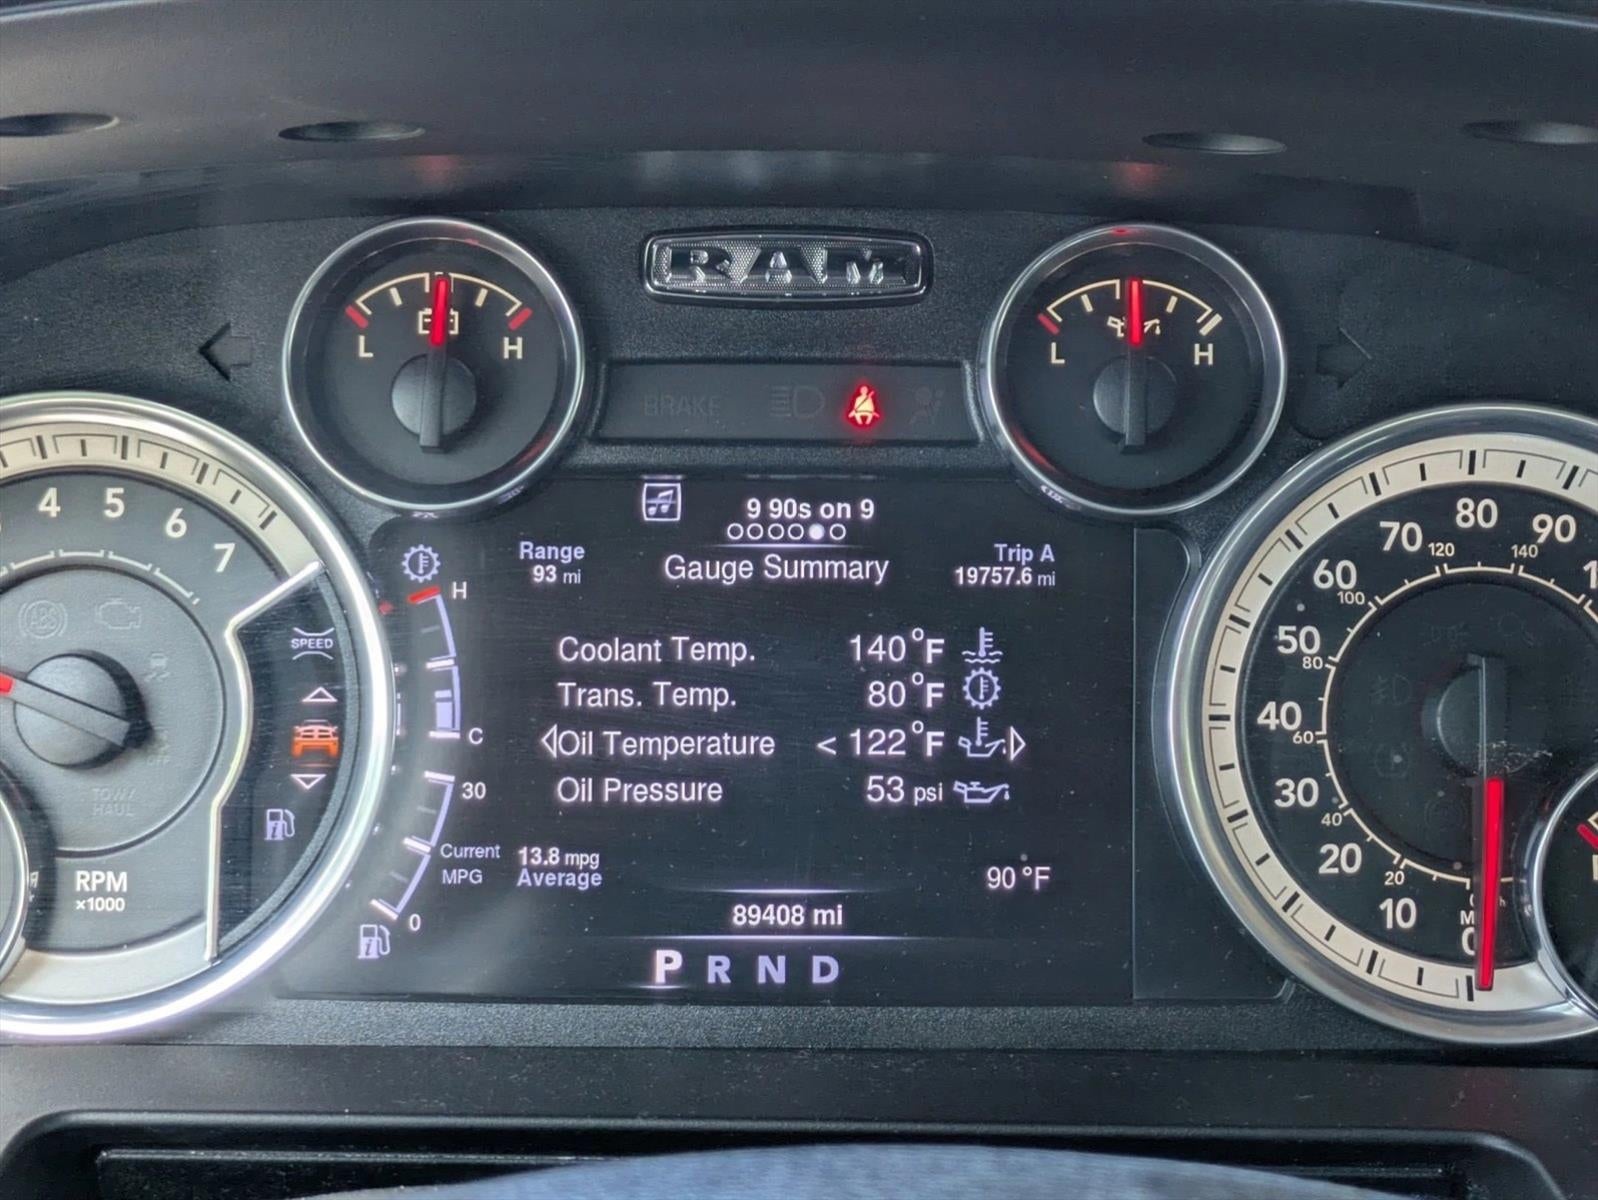 RAM
L H
L H
BRAKE
9 90s on 9
Gauge Summary
Range
93 mi
Trip A
19757.6 mi
Coolant Temp. 140°F
Trans. Temp. 80°F
Oil Temperature < 122°F
Oil Pressure 53 psi
H
C
30
0
Current
MPG
13.8 mpg
Average
90°F
89408 mi
P R N D
4 5 6 7
ABS
SPEED
OFF
TOW/
HAUL
RPM
×1000
80 90
70
60
50
40
30
20
10
0
140
120
100
80
60
40
20